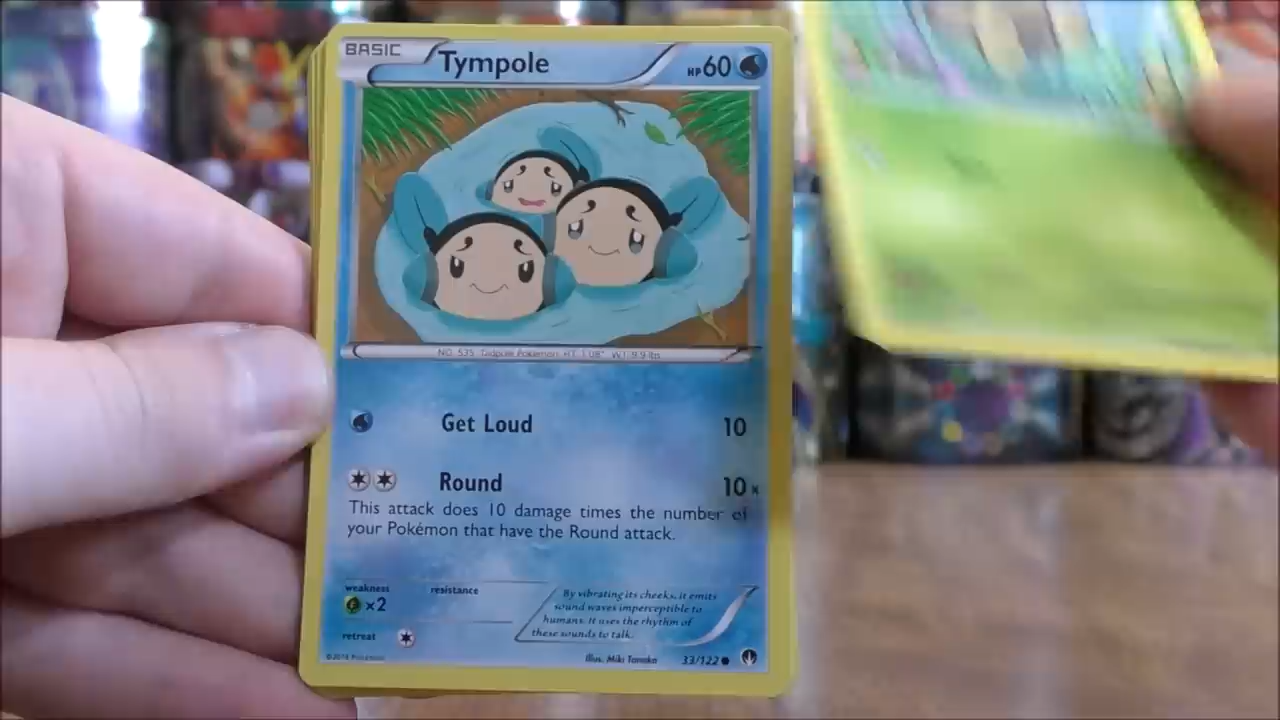 BASIC Tympole HP60
NO. 535 Tadpole Pokémon HT. 1'08" WT. 9.9 lbs.
Get Loud 10
Round 10×
This attack does 10 damage times the number of
your Pokémon that have the Round attack.
weakness resistance
×2
retreat
By vibrating its cheeks, it emits
sound waves imperceptible to
humans. It uses the rhythm of
these sounds to talk.
©2016 Pokémon
Illus. Miki Tanaka 33/122